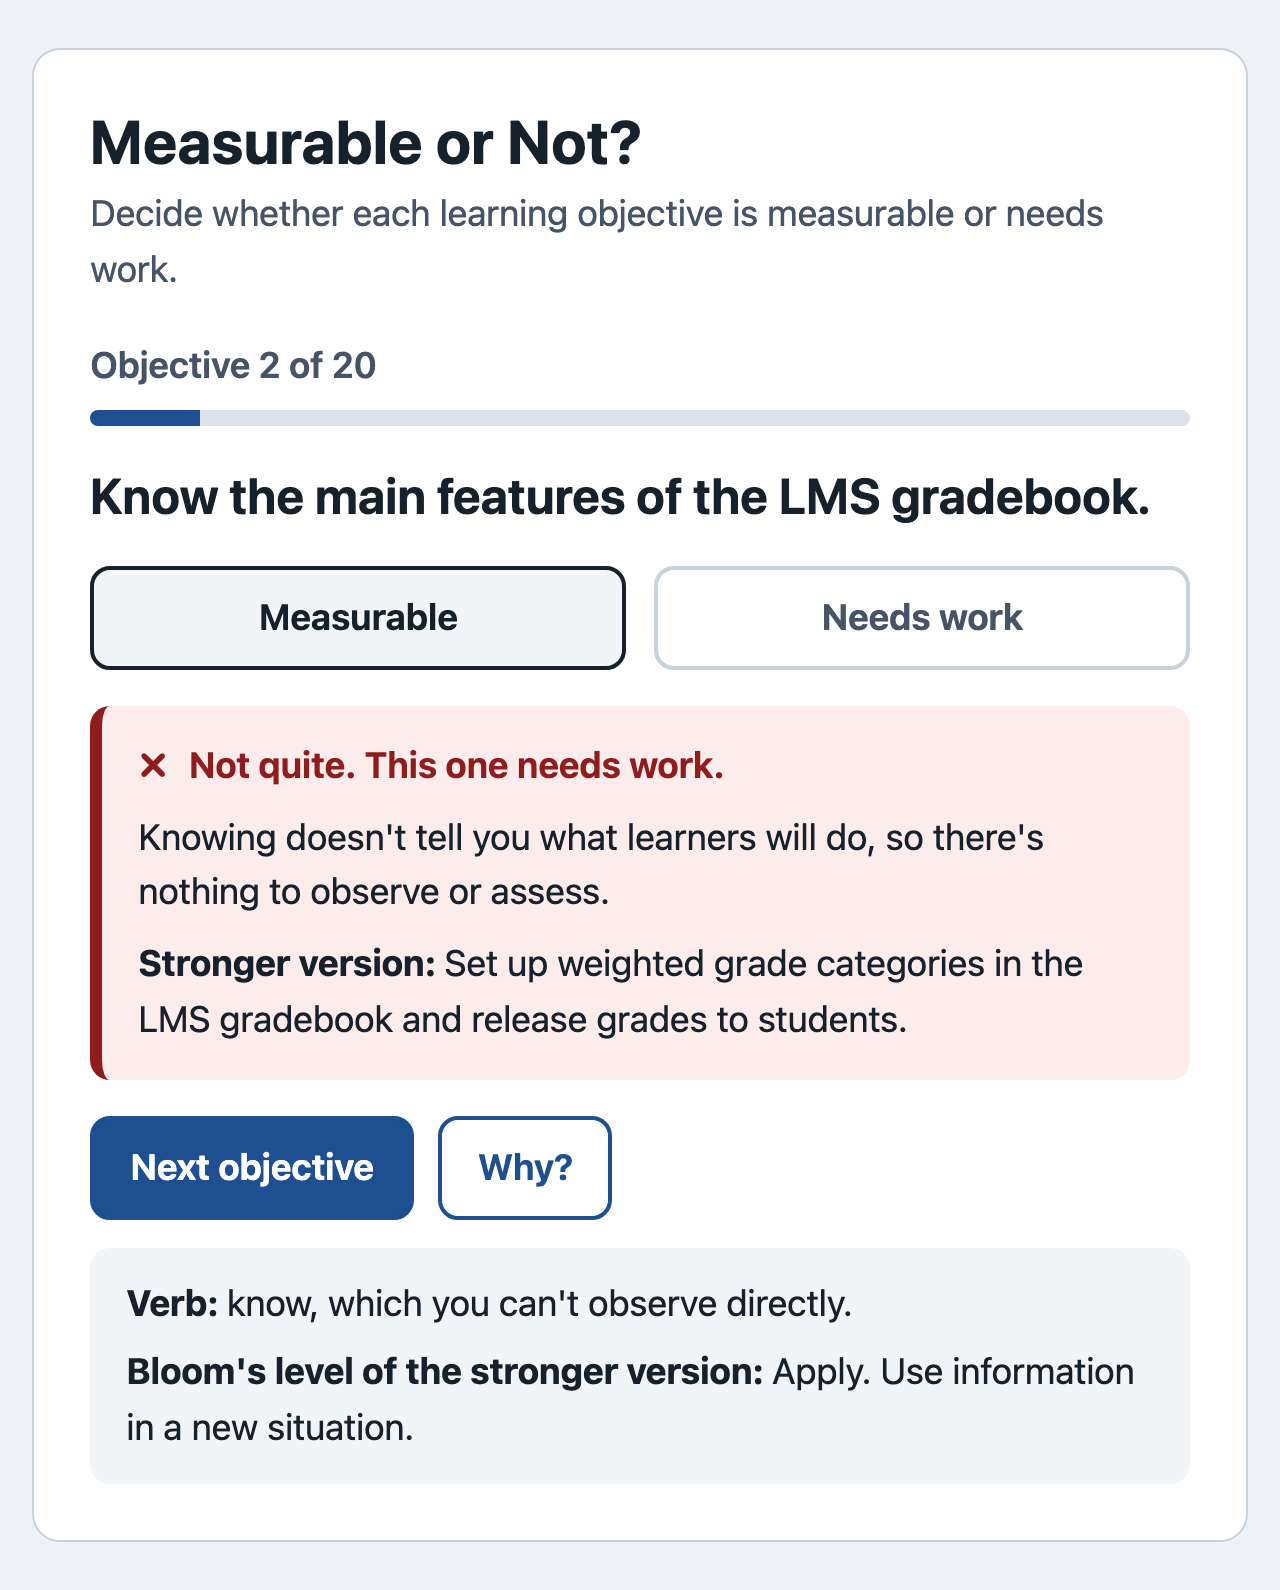 Measurable or Not?
Decide whether each learning objective is measurable or needs
work.
Objective 2 of 20
Know the main features of the LMS gradebook.
Measurable
Needs work
✕ Not quite. This one needs work.
Knowing doesn't tell you what learners will do, so there's
nothing to observe or assess.
Stronger version: Set up weighted grade categories in the
LMS gradebook and release grades to students.
Next objective
Why?
Verb: know, which you can't observe directly.
Bloom's level of the stronger version: Apply. Use information
in a new situation.